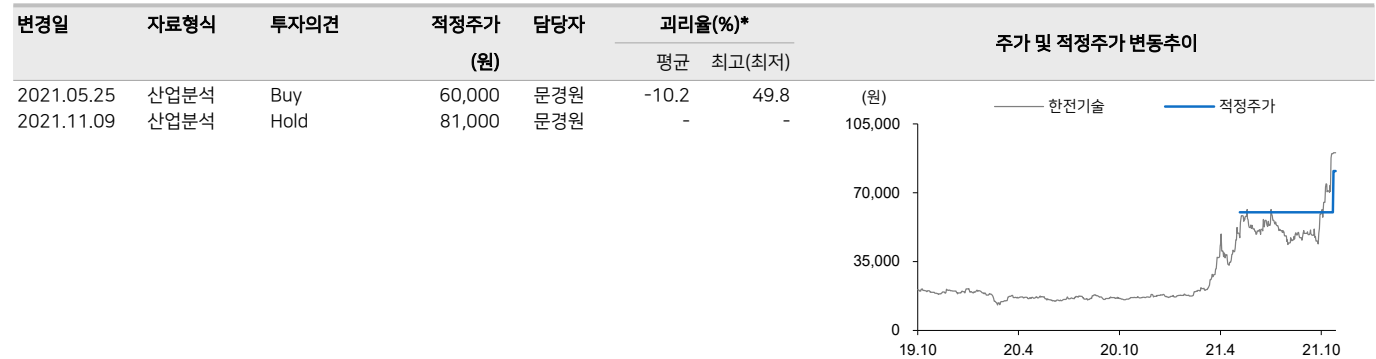 변경일 자료형식 투자의견 적정주가 담당자 괴리율(%)* 주가 및 적정주가 변동추이
(원) 평균 최고(최저)
2021.05.25 산업분석 Buy 60,000 문경원 -10.2 49.8
2021.11.09 산업분석 Hold 81,000 문경원 - -
(원) 한전기술 적정주가
105,000
70,000
35,000
0
19.10 20.4 20.10 21.4 21.10